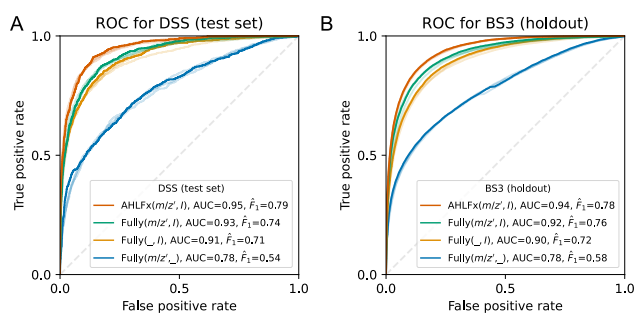 A
ROC for DSS (test set)
True positive rate
1.0
0.5
0.0
DSS (test set)
AHLFx(m/z′, I), AUC=0.95, F̂₁=0.79
Fully(m/z′, I), AUC=0.93, F̂₁=0.74
Fully(_, I), AUC=0.91, F̂₁=0.71
Fully(m/z′,_), AUC=0.78, F̂₁=0.54
0.0
0.5
1.0
False positive rate
B
ROC for BS3 (holdout)
True positive rate
1.0
0.5
0.0
BS3 (holdout)
AHLFx(m/z′, I), AUC=0.94, F̂₁=0.78
Fully(m/z′, I), AUC=0.92, F̂₁=0.76
Fully(_, I), AUC=0.90, F̂₁=0.72
Fully(m/z′,_), AUC=0.78, F̂₁=0.58
0.0
0.5
1.0
False positive rate